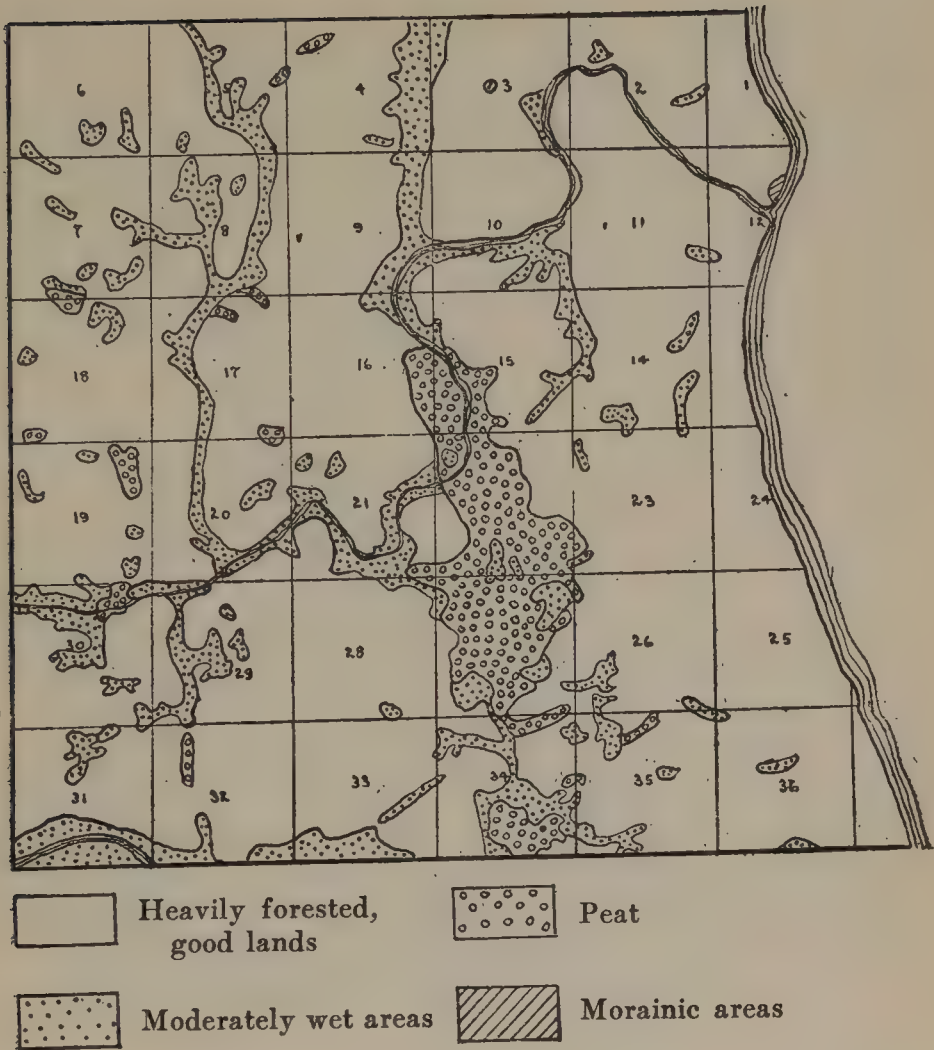 6 5 4 3 2 1
7 8 9 10 11 12
18 17 16 15 14
19 20 21 23 24
30 29 28 26 25
31 32 33 34 35 36
Heavily forested,
good lands
Peat
Moderately wet areas
Morainic areas